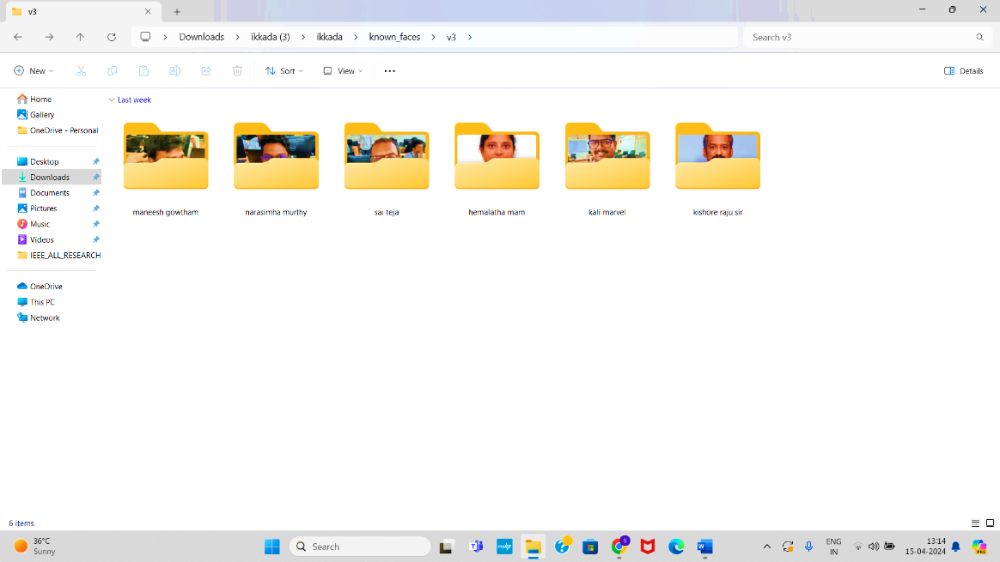 v3
Downloads > ikkada (3) > ikkada > known_faces > v3 >
Search v3
New
Sort
View
Details
Home
Gallery
OneDrive - Personal
Desktop
Downloads
Documents
Pictures
Music
Videos
IEEE_ALL_RESEARCH
OneDrive
This PC
Network
Last week
maneesh gowtham
narasimha murthy
sai teja
hemalatha mam
kali marvel
kishore raju sir
6 items
36°C
Sunny
Search
myhp
S
W
PRE
ENG
IN
13:14
15-04-2024